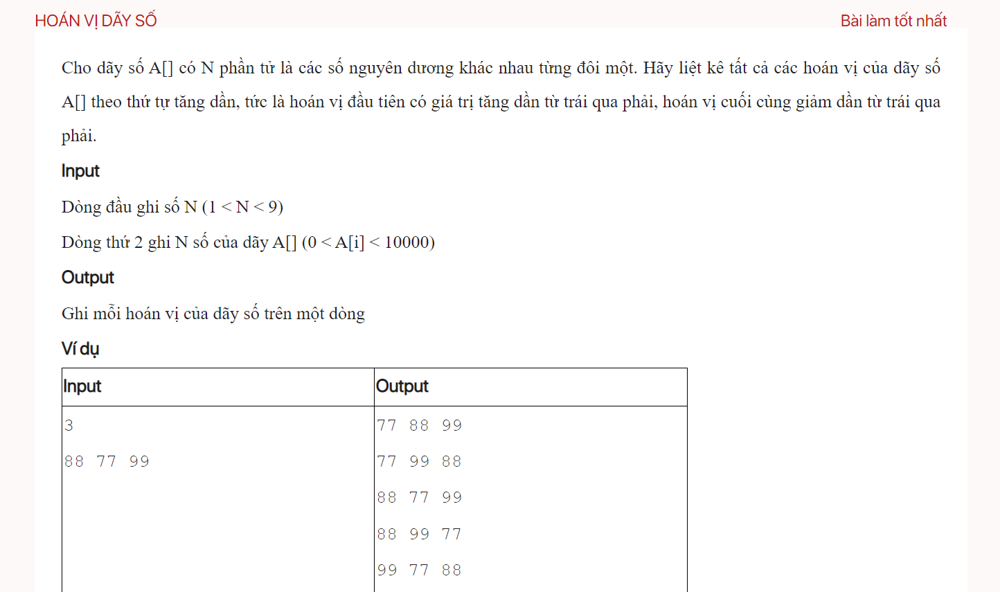 HOÁN VỊ DÃY SỐ
Bài làm tốt nhất
Cho dãy số A[] có N phần tử là các số nguyên dương khác nhau từng đôi một. Hãy liệt kê tất cả các hoán vị của dãy số
A[] theo thứ tự tăng dần, tức là hoán vị đầu tiên có giá trị tăng dần từ trái qua phải, hoán vị cuối cùng giảm dần từ trái qua
phải.
Input
Dòng đầu ghi số N (1 < N < 9)
Dòng thứ 2 ghi N số của dãy A[] (0 < A[i] < 10000)
Output
Ghi mỗi hoán vị của dãy số trên một dòng
Ví dụ
Input
Output
3
88 77 99
77 88 99
77 99 88
88 77 99
88 99 77
99 77 88